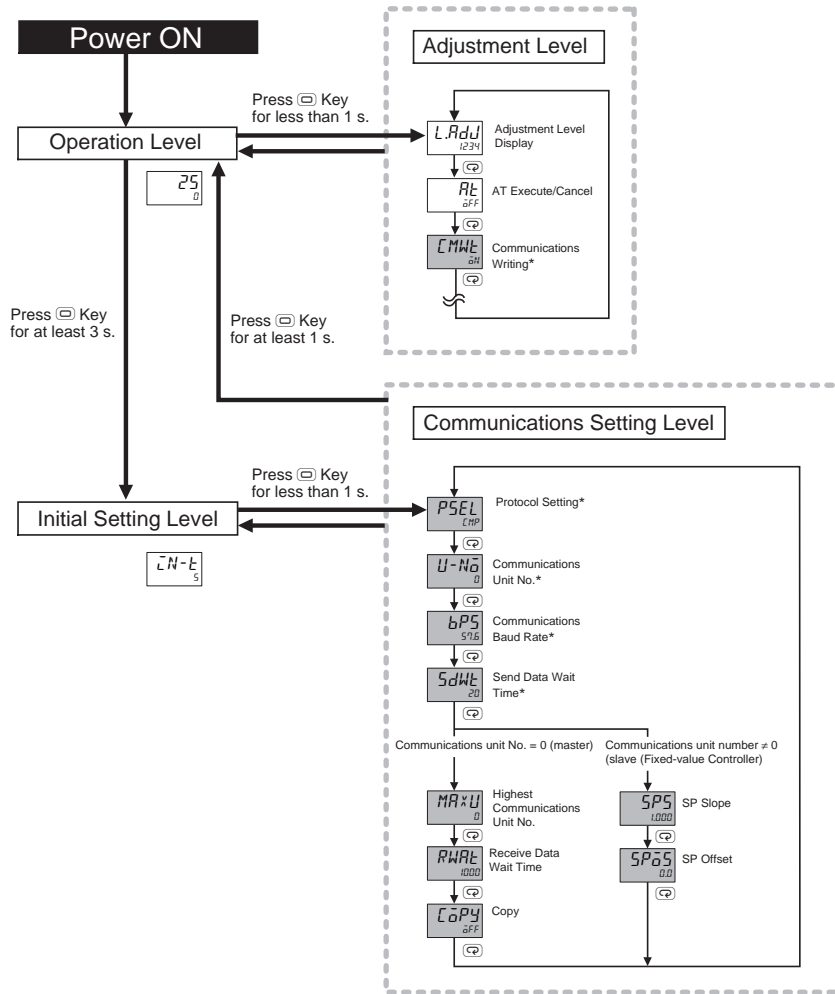 Power ON
Adjustment Level
Press Key
for less than 1 s.
Operation Level
25
0
L.AdJ
1234
Adjustment Level
Display
At
oFF
AT Execute/Cancel
CMWt
oN
Communications
Writing*
Press Key
for at least 3 s.
Press Key
for at least 1 s.
Communications Setting Level
Press Key
for less than 1 s.
Initial Setting Level
iN-t
5
PSEL
CMP
Protocol Setting*
U-No
0
Communications
Unit No.*
bPS
57.6
Communications
Baud Rate*
SdWt
20
Send Data Wait
Time*
Communications unit No. = 0 (master)
Communications unit number ≠ 0
(slave (Fixed-value Controller)
MAxU
0
Highest
Communications
Unit No.
SPS
1.000
SP Slope
RWAt
1000
Receive Data
Wait Time
SPoS
0.0
SP Offset
CoPy
oFF
Copy